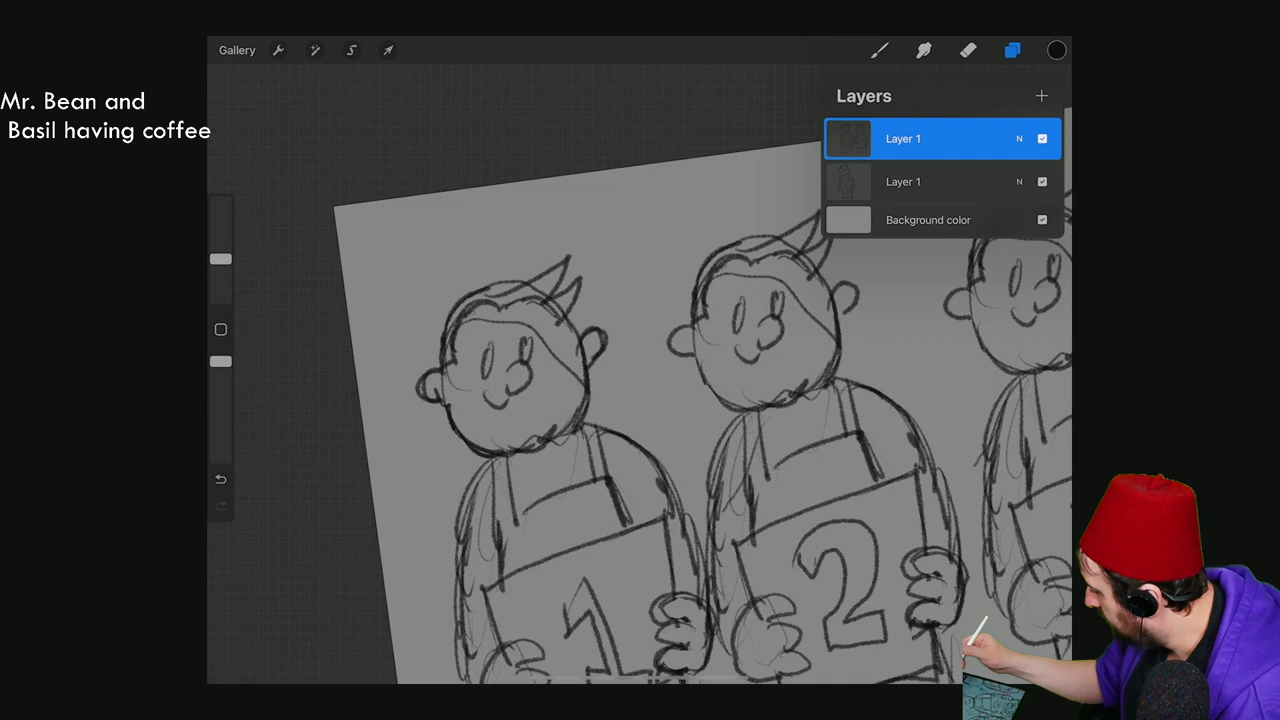 Gallery
Layers
Mr. Bean and
Basil having coffee
Layer 1 N
Layer 1 N
Background color
1
2